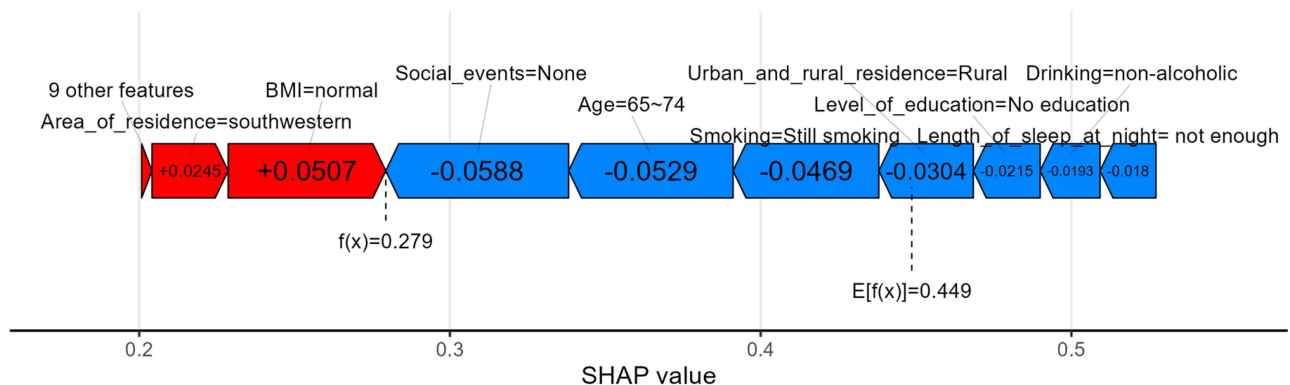 Social_events=None
Urban_and_rural_residence=Rural
Drinking=non-alcoholic
9 other features
BMI=normal
Age=65~74
Level_of_education=No education
Area_of_residence=southwestern
Smoking=Still smoking
Length_of_sleep_at_night= not enough
+0.0245
+0.0507
-0.0588
-0.0529
-0.0469
-0.0304
-0.0215
-0.0193
-0.018
f(x)=0.279
E[f(x)]=0.449
0.2
0.3
0.4
0.5
SHAP value